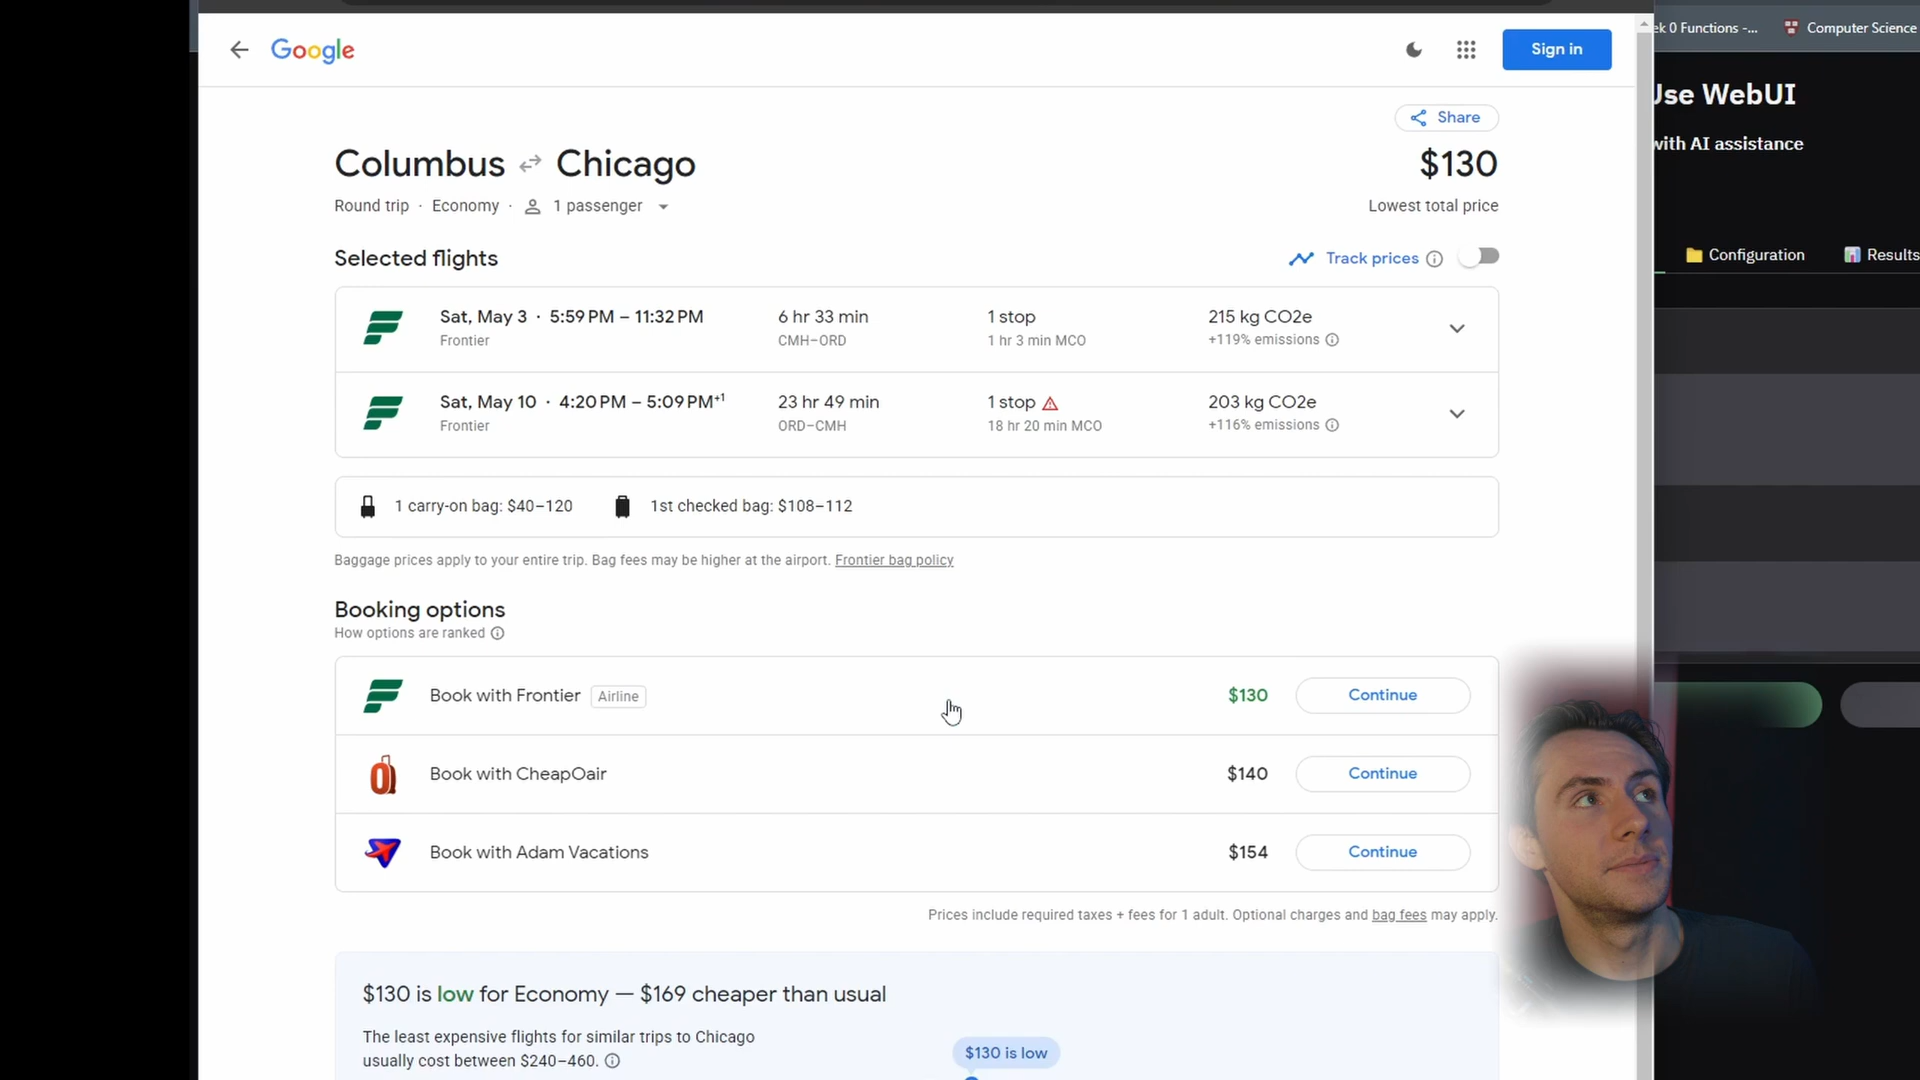 Google
Sign in
ek 0 Functions -...
Computer Science
Use WebUI
with AI assistance
Configuration
Results
Share
Columbus Chicago
$130
Round trip · Economy · 1 passenger
Lowest total price
Selected flights
Track prices
Sat, May 3 · 5:59 PM – 11:32 PM
6 hr 33 min
1 stop
215 kg CO2e
Frontier
CMH–ORD
1 hr 3 min MCO
+119% emissions
Sat, May 10 · 4:20 PM – 5:09 PM+1
23 hr 49 min
1 stop
203 kg CO2e
Frontier
ORD–CMH
18 hr 20 min MCO
+116% emissions
1 carry-on bag: $40–120
1st checked bag: $108–112
Baggage prices apply to your entire trip. Bag fees may be higher at the airport. Frontier bag policy
Booking options
How options are ranked
Book with Frontier Airline
$130
Continue
Book with CheapOair
$140
Continue
Book with Adam Vacations
$154
Continue
Prices include required taxes + fees for 1 adult. Optional charges and bag fees may apply.
$130 is low for Economy — $169 cheaper than usual
The least expensive flights for similar trips to Chicago
usually cost between $240–460.
$130 is low